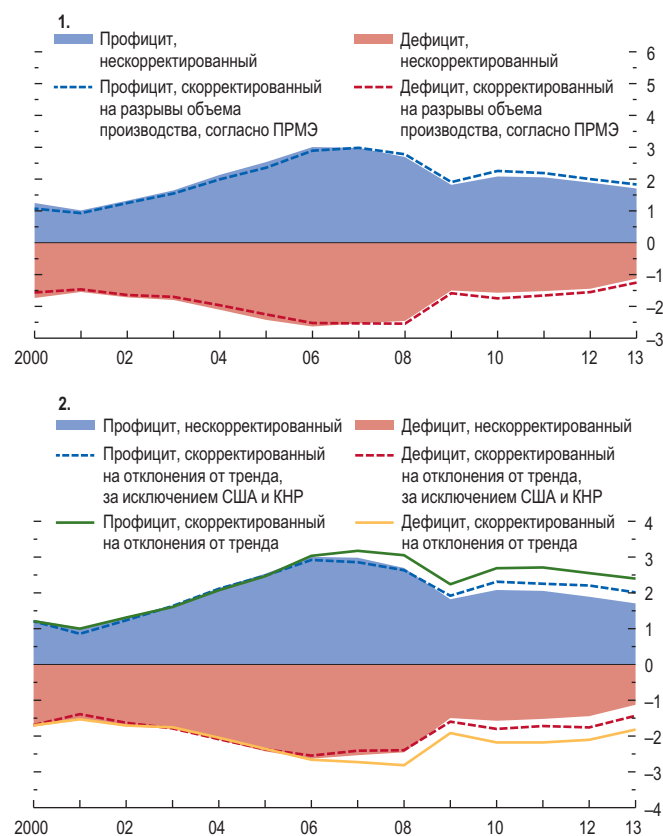 1.
Профицит,
нескорректированный
Дефицит,
нескорректированный
Профицит, скорректированный
на разрывы объема
производства, согласно ПРМЭ
Дефицит, скорректированный
на разрывы объема
производства, согласно ПРМЭ
6
5
4
3
2
1
0
–1
–2
–3
2000 02 04 06 08 10 12 13
2.
Профицит, нескорректированный
Дефицит, нескорректированный
Профицит, скорректированный
на отклонения от тренда,
за исключением США и КНР
Дефицит, скорректированный
на отклонения от тренда,
за исключением США и КНР
Профицит, скорректированный
на отклонения от тренда
Дефицит, скорректированный
на отклонения от тренда
4
3
2
1
0
–1
–2
–3
–4
2000 02 04 06 08 10 12 13